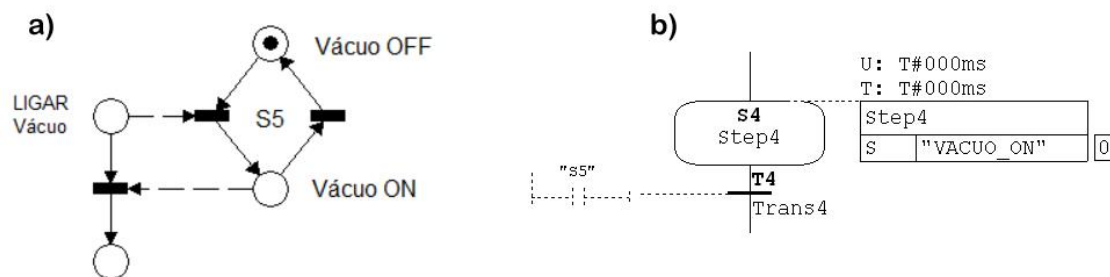 a)
Vácuo OFF
LIGAR
Vácuo
S5
Vácuo ON
b)
U: T#000ms
T: T#000ms
S4
Step4
Step4
S "VACUO_ON" 0
"S5"
T4
Trans4